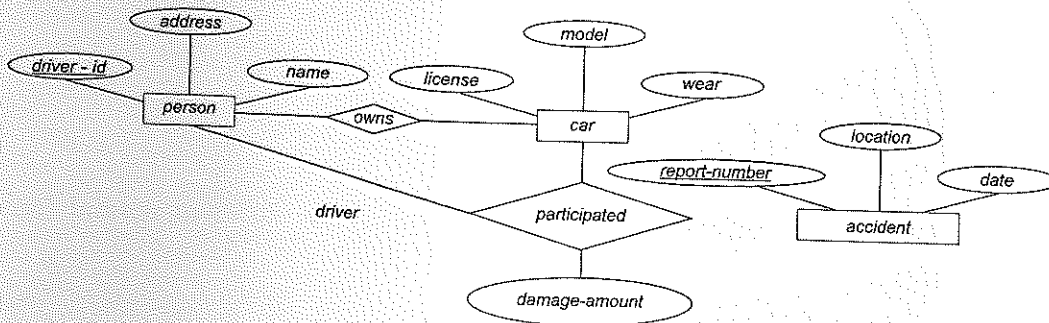 address
model
driver - id
name
license
wear
person
owns
car
location
report-number
date
driver
participated
accident
damage-amount